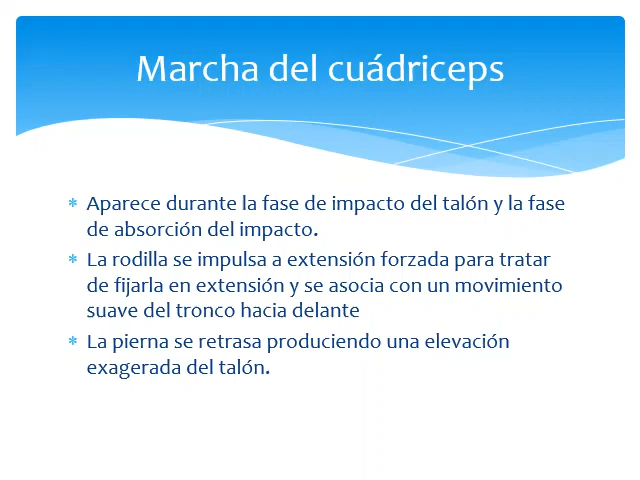 Marcha del cuádriceps
* Aparece durante la fase de impacto del talón y la fase
de absorción del impacto.
* La rodilla se impulsa a extensión forzada para tratar
de fijarla en extensión y se asocia con un movimiento
suave del tronco hacia delante
* La pierna se retrasa produciendo una elevación
exagerada del talón.